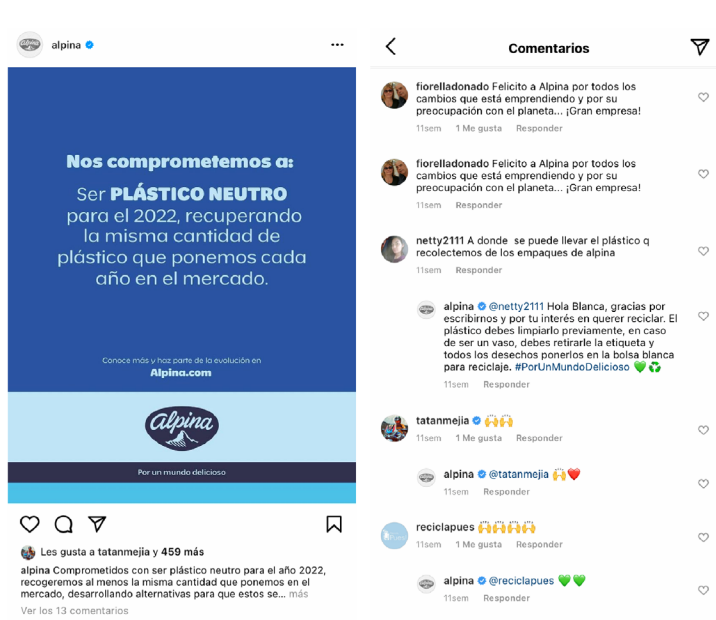 alpina
Nos comprometemos a:
Ser PLÁSTICO NEUTRO
para el 2022, recuperando
la misma cantidad de
plástico que ponemos cada
año en el mercado.
Conoce más y haz parte de la evolución en
Alpina.com
Alpina
Por un mundo delicioso
Les gusta a tatanmejia y 459 más
alpina Comprometidos con ser plástico neutro para el año 2022,
recogeremos al menos la misma cantidad que ponemos en el
mercado, desarrollando alternativas para que estos se... más
Ver los 13 comentarios
Comentarios
fiorelladonado Felicito a Alpina por todos los
cambios que está emprendiendo y por su
preocupación con el planeta... ¡Gran empresa!
11sem 1 Me gusta Responder
fiorelladonado Felicito a Alpina por todos los
cambios que está emprendiendo y por su
preocupación con el planeta... ¡Gran empresa!
11sem Responder
netty2111 A donde se puede llevar el plástico q
recolectemos de los empaques de alpina
11sem Responder
alpina @netty2111 Hola Blanca, gracias por
escribirnos y por tu interés en querer reciclar. El
plástico debes limpiarlo previamente, en caso
de ser un vaso, debes retirarle la etiqueta y
todos los desechos ponerlos en la bolsa blanca
para reciclaje. #PorUnMundoDelicioso 💚♻️
11sem Responder
tatanmejia 🙌🙌
11sem 1 Me gusta Responder
alpina @tatanmejia 🙌❤️
11sem Responder
reciclapues 🙌🙌🙌🙌
11sem 1 Me gusta Responder
alpina @reciclapues 💚💚
11sem Responder